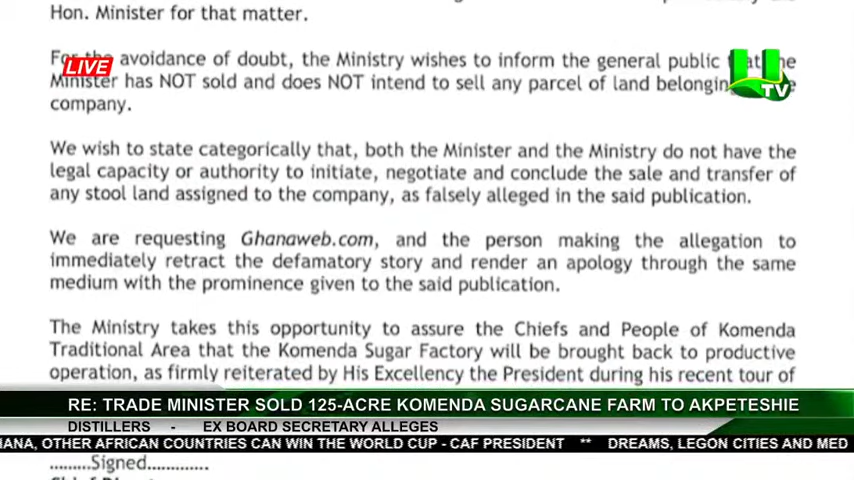 Hon. Minister for that matter.
For the avoidance of doubt, the Ministry wishes to inform the general public
LIVE
UTV
Minister has NOT sold and does NOT intend to sell any parcel of land belonging
company.
We wish to state categorically that, both the Minister and the Ministry do not have the
legal capacity or authority to initiate, negotiate and conclude the sale and transfer of
any stool land assigned to the company, as falsely alleged in the said publication.
We are requesting Ghanaweb.com, and the person making the allegation to
immediately retract the defamatory story and render an apology through the same
medium with the prominence given to the said publication.
The Ministry takes this opportunity to assure the Chiefs and People of Komenda
Traditional Area that the Komenda Sugar Factory will be brought back to productive
operation, as firmly reiterated by His Excellency the President during his recent tour of
RE: TRADE MINISTER SOLD 125-ACRE KOMENDA SUGARCANE FARM TO AKPETESHIE
DISTILLERS - EX BOARD SECRETARY ALLEGES
HANA, OTHER AFRICAN COUNTRIES CAN WIN THE WORLD CUP - CAF PRESIDENT ** DREAMS, LEGON CITIES AND MED
.........Signed.............